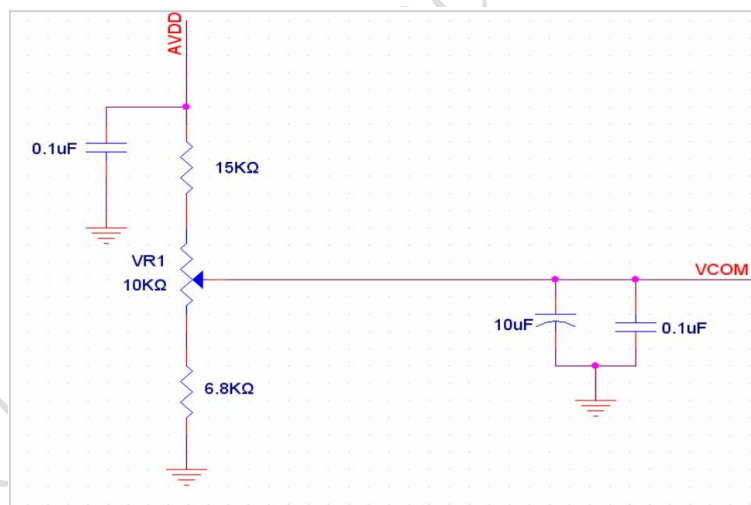 AVDD
0.1uF
15KΩ
VR1
10KΩ
VCOM
10uF
0.1uF
6.8KΩ